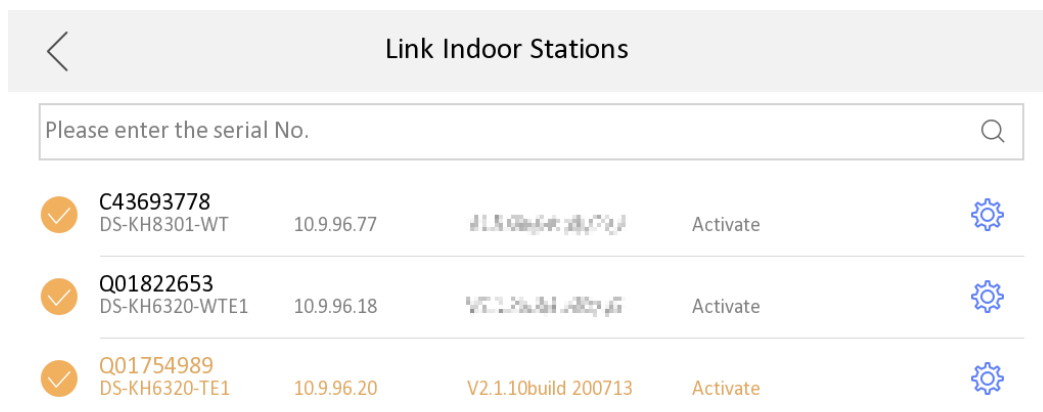 Link Indoor Stations
Please enter the serial No.
C43693778
DS-KH8301-WT 10.9.96.77 Activate
Q01822653
DS-KH6320-WTE1 10.9.96.18 Activate
Q01754989
DS-KH6320-TE1 10.9.96.20 V2.1.10build 200713 Activate